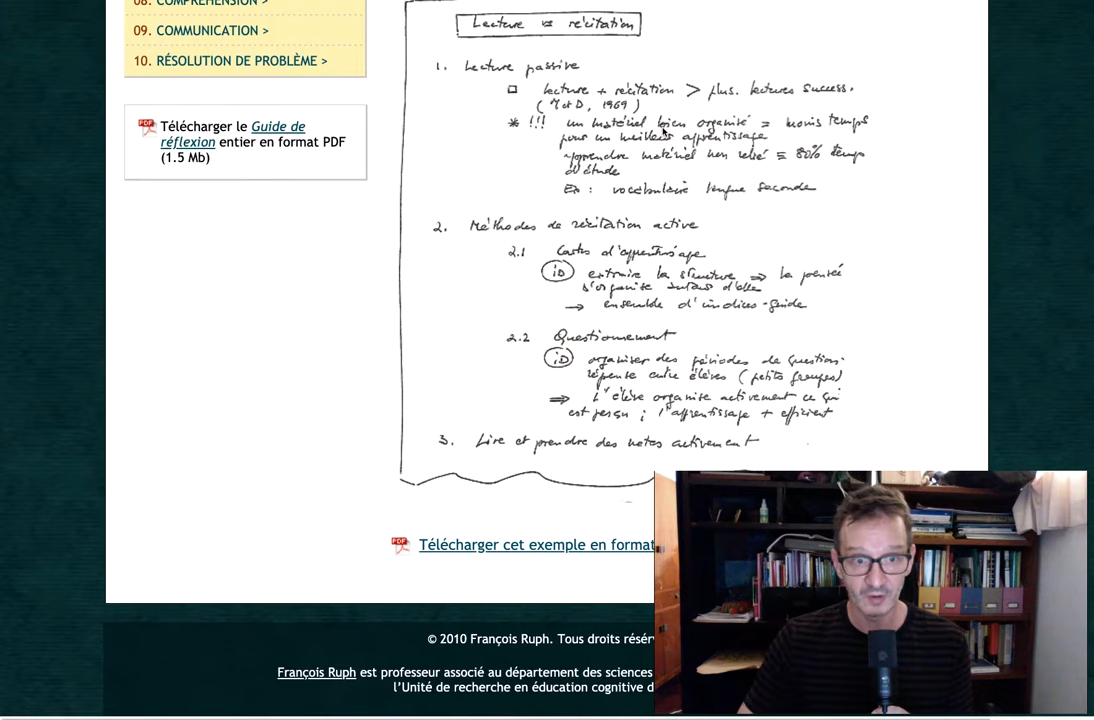 08. COMPRÉHENSION >
09. COMMUNICATION >
10. RÉSOLUTION DE PROBLÈME >
Télécharger le Guide de
réflexion entier en format PDF
(1.5 Mb)
Lecture vs récitation
1. Lecture passive
lecture + récitation > plus. lectures success.
(M et D, 1969)
* !!! un matériel bien organisé = moins temps
pour un meilleur apprentissage
apprendre matériel non relié = 80% temps
d'étude
Ex : vocabulaire langue seconde
2. Méthodes de récitation active
2.1 Cartes d'apprentissage
extraire la structure ⇒ la pensée
s'organise autour d'elle
→ ensemble d'indices-guide
2.2 Questionnement
organiser des périodes de question-
réponse entre élèves (petits groupes)
⇒ L'élève organise activement ce qui
est perçu ; l'apprentissage + efficient
3. Lire et prendre des notes activement
Télécharger cet exemple en format
© 2010 François Ruph. Tous droits réser
François Ruph est professeur associé au département des sciences
l'Unité de recherche en éducation cognitive d